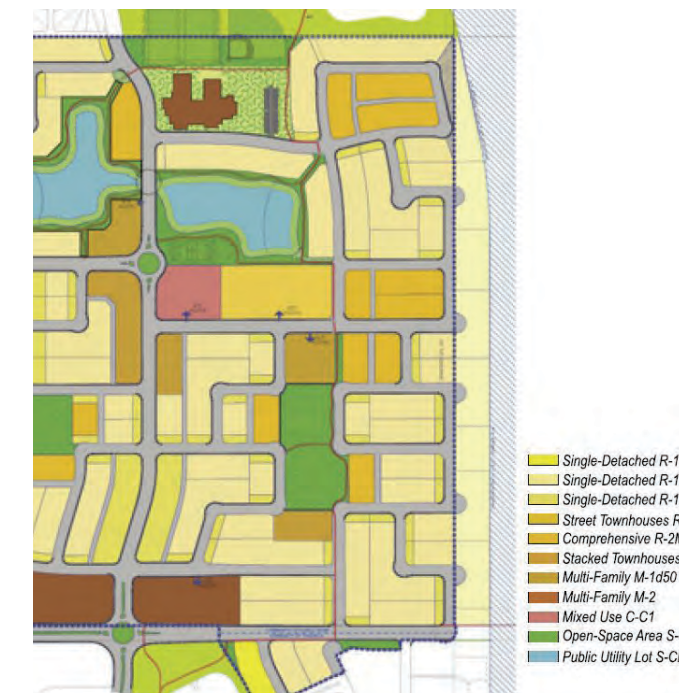 Single-Detached R-1
Single-Detached R-1
Single-Detached R-1
Street Townhouses R
Comprehensive R-2M
Stacked Townhouses
Multi-Family M-1d50
Multi-Family M-2
Mixed Use C-C1
Open-Space Area S-
Public Utility Lot S-C